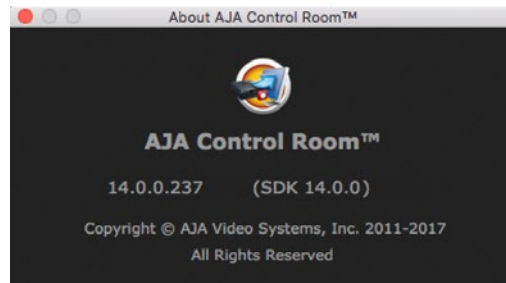 About AJA Control Room™
AJA Control Room™
14.0.0.237 (SDK 14.0.0)
Copyright © AJA Video Systems, Inc. 2011-2017
All Rights Reserved